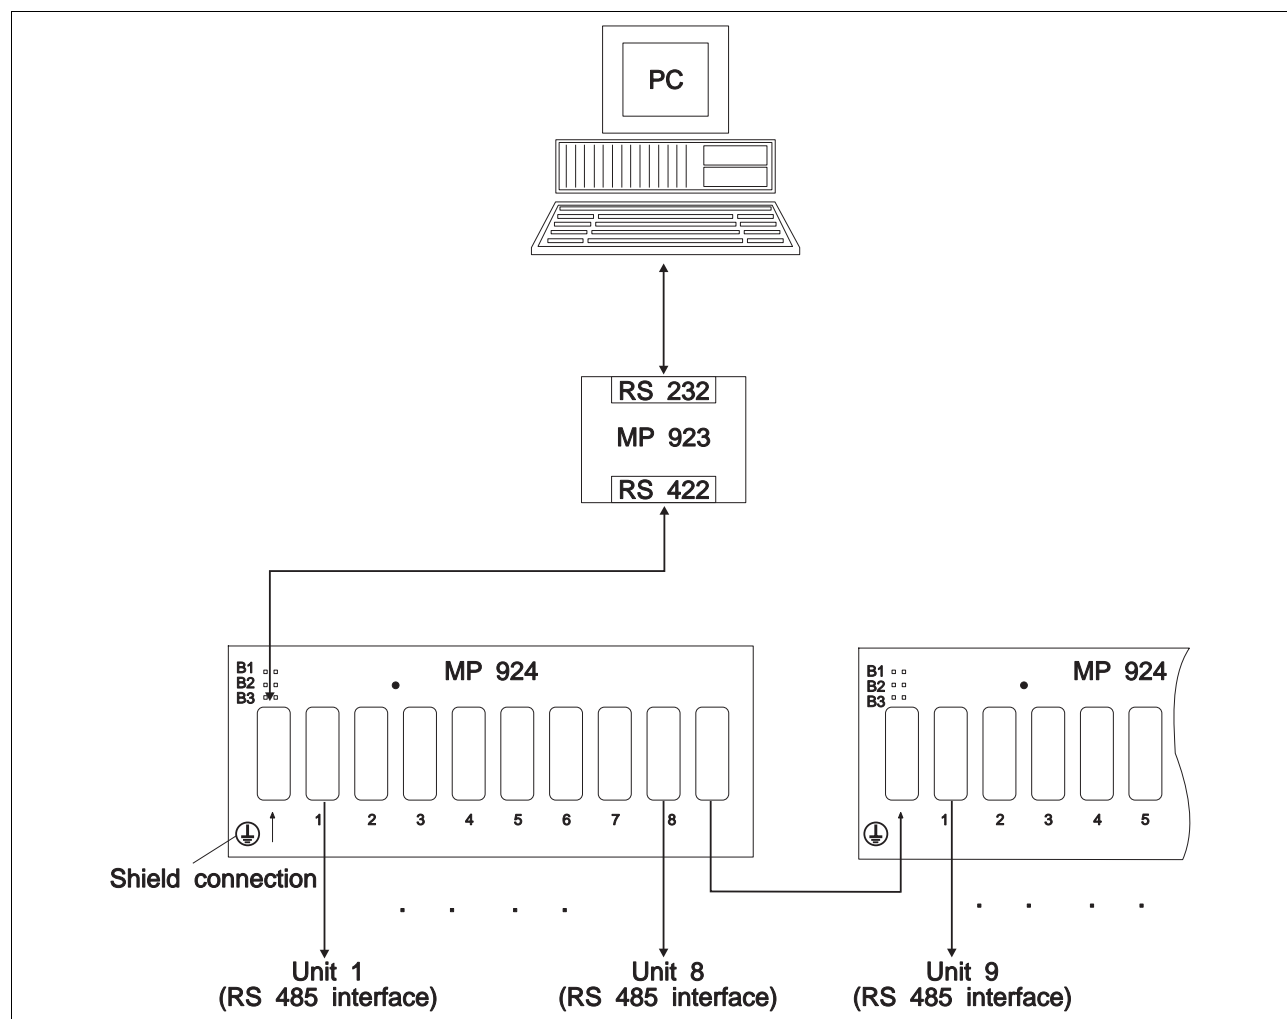 PC
RS 232
MP 923
RS 422
B1
B2
B3
MP 924
1 2 3 4 5 6 7 8
Shield connection
B1
B2
B3
MP 924
1 2 3 4 5
Unit 1
(RS 485 interface)
Unit 8
(RS 485 interface)
Unit 9
(RS 485 interface)